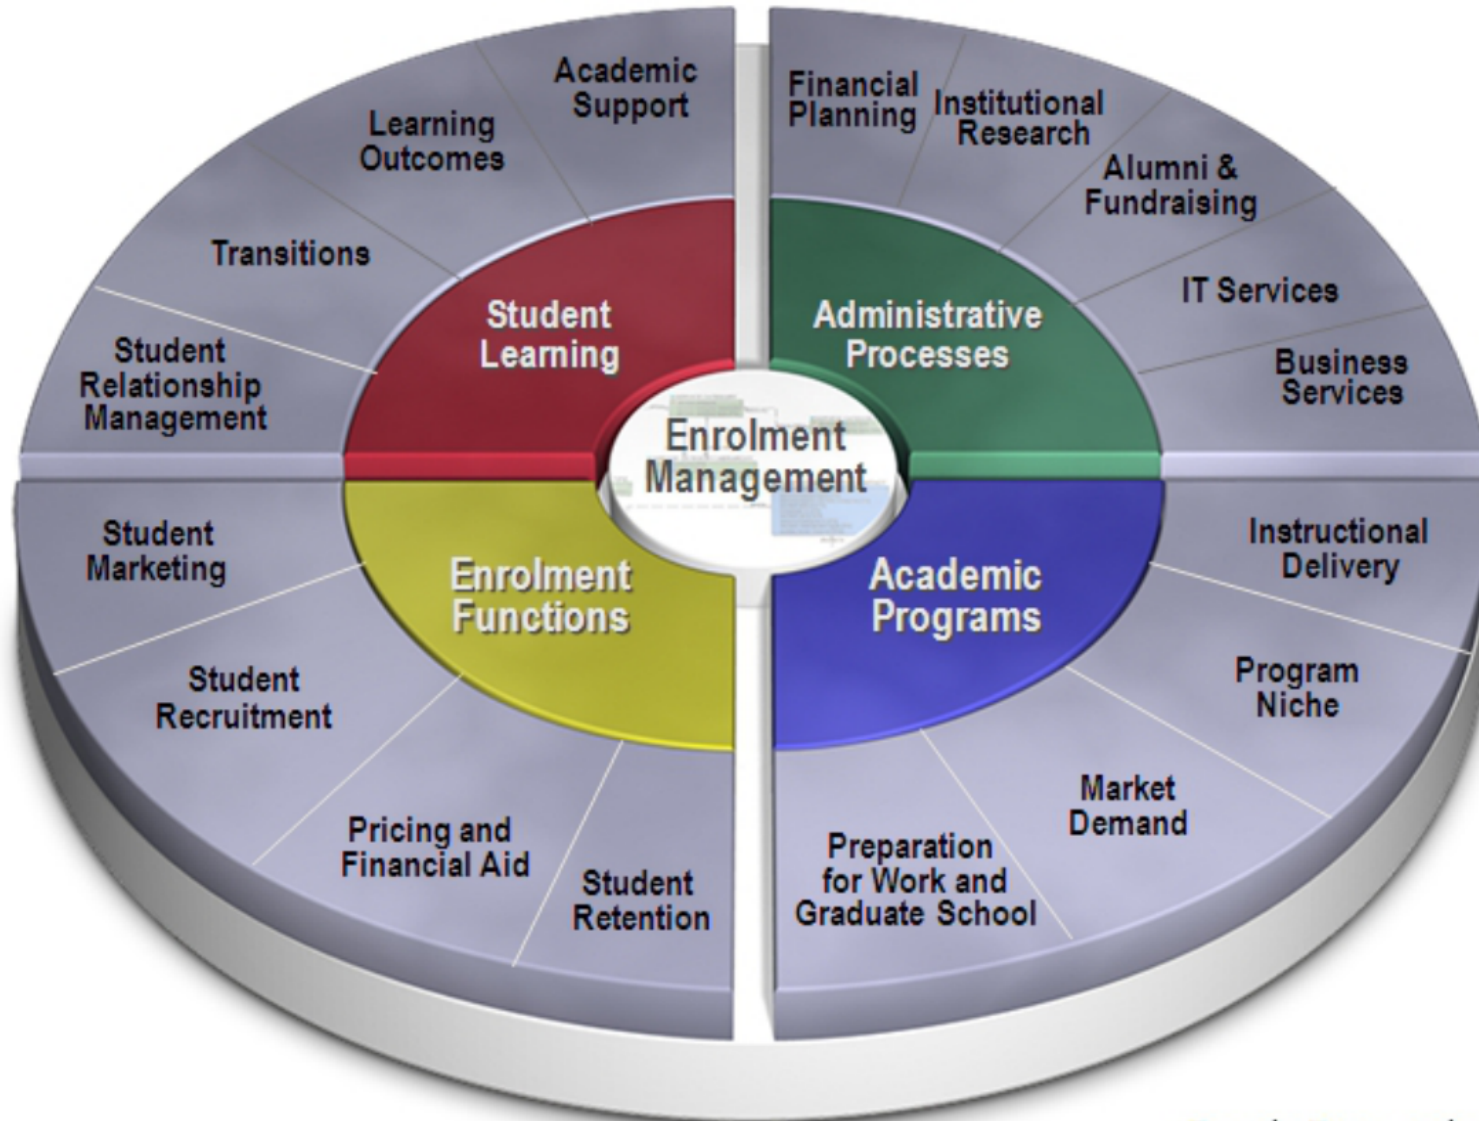 Academic
Support
Financial
Planning
Institutional
Research
Learning
Outcomes
Alumni &
Fundraising
Transitions
IT Services
Student
Relationship
Management
Business
Services
Student
Learning
Administrative
Processes
Enrolment
Management
Enrolment
Functions
Academic
Programs
Student
Marketing
Instructional
Delivery
Student
Recruitment
Program
Niche
Pricing and
Financial Aid
Market
Demand
Student
Retention
Preparation
for Work and
Graduate School